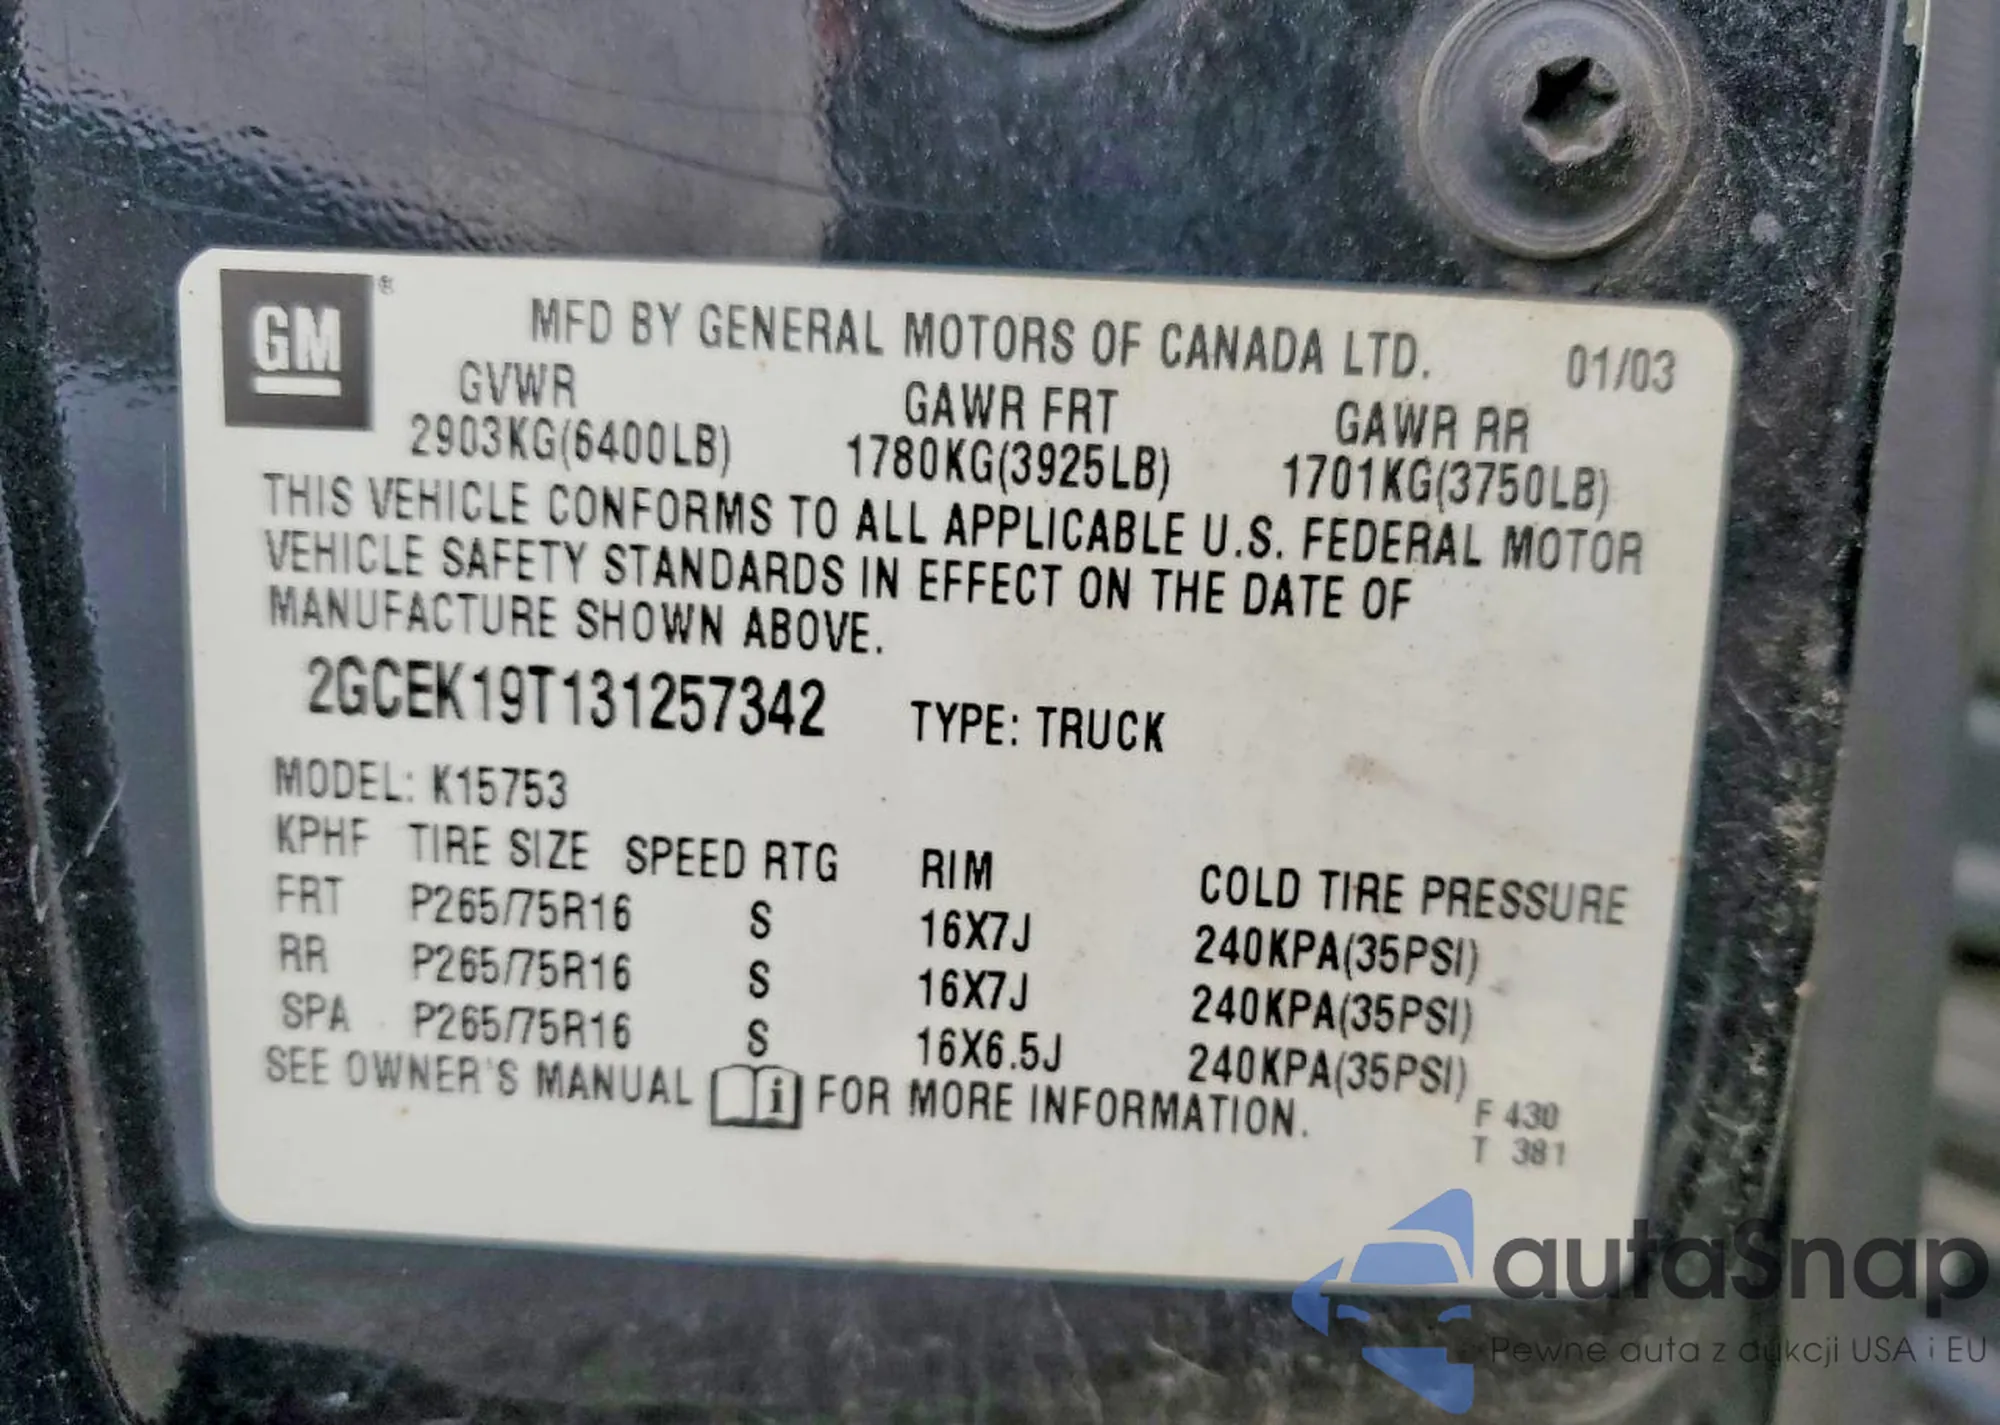 GM ®
MFD BY GENERAL MOTORS OF CANADA LTD. 01/03
GVWR GAWR FRT GAWR RR
2903KG(6400LB) 1780KG(3925LB) 1701KG(3750LB)
THIS VEHICLE CONFORMS TO ALL APPLICABLE U.S. FEDERAL MOTOR
VEHICLE SAFETY STANDARDS IN EFFECT ON THE DATE OF
MANUFACTURE SHOWN ABOVE.
2GCEK19T131257342 TYPE: TRUCK
MODEL: K15753
KPHF TIRE SIZE SPEED RTG RIM COLD TIRE PRESSURE
FRT P265/75R16 S 16X7J 240KPA(35PSI)
RR P265/75R16 S 16X7J 240KPA(35PSI)
SPA P265/75R16 S 16X6.5J 240KPA(35PSI)
SEE OWNER'S MANUAL i FOR MORE INFORMATION.
F 430
T 381
autaSnap
Pewne auta z aukcji USA i EU